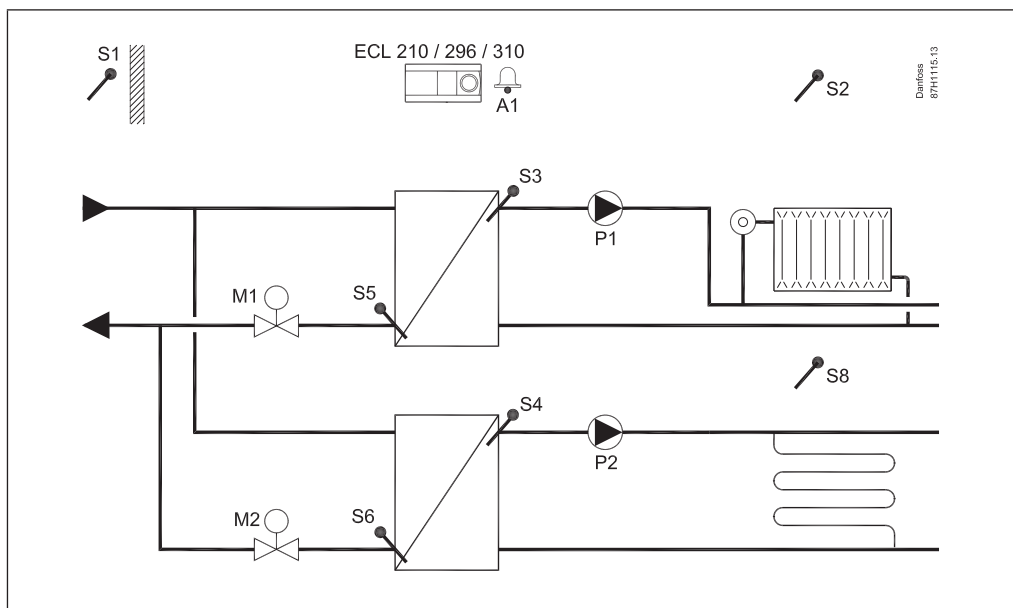 S1
ECL 210 / 296 / 310
A1
S2
Danfoss
87H1115.13
S3
P1
M1
S5
S8
S4
P2
M2
S6